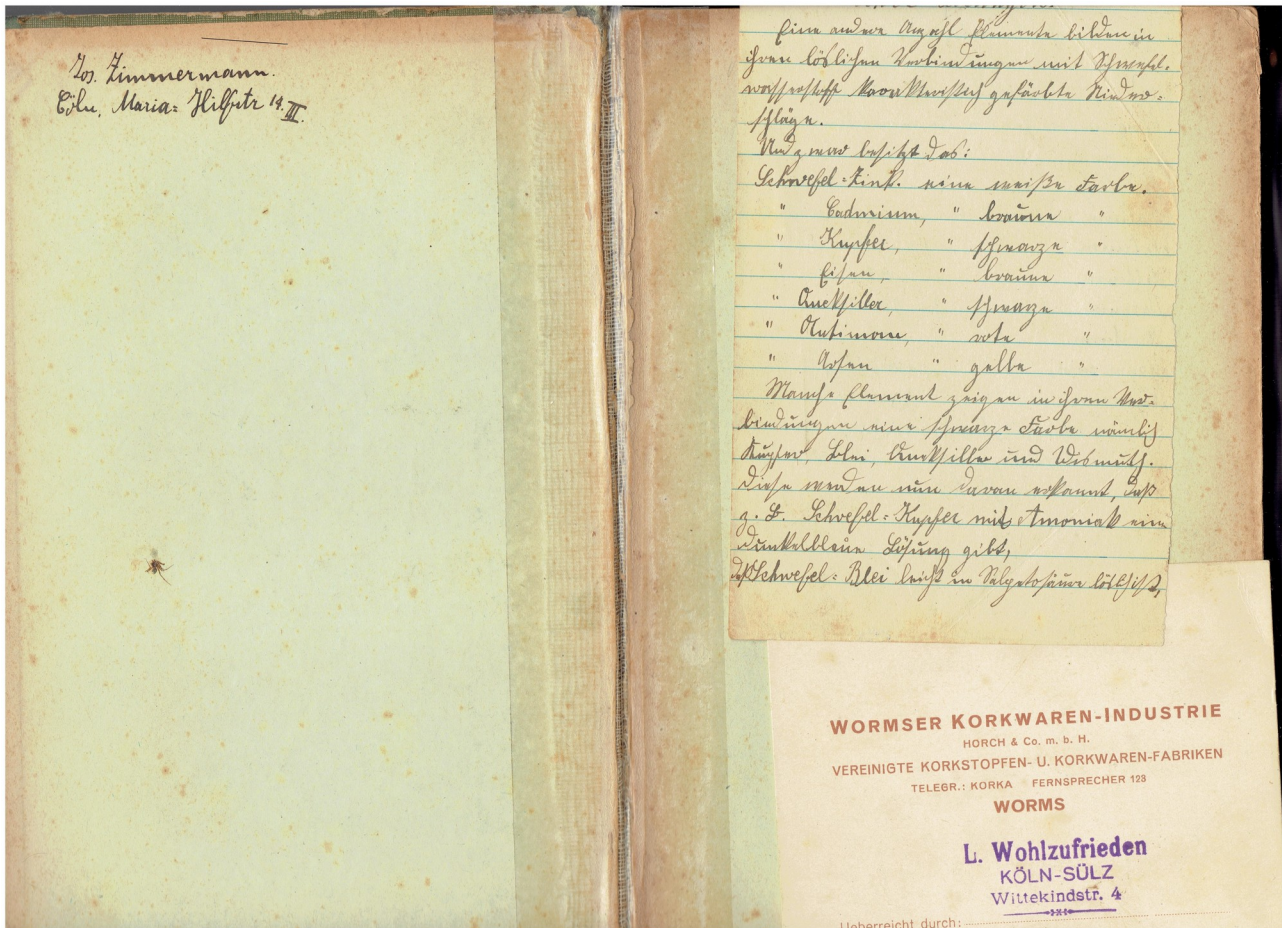 Jos. Zimmermann.
Cöln, Maria=Hilfstr 14. III.
Eine andere Anzahl Elemente bilden in
ihren löslichen Verbindungen mit Schwefel-
wasserstoff karakteristisch gefärbte Nieder-
schläge.
Und zwar besitzt das:
Schwefel=Zink. eine weiße Farbe.
" Cadmium, " braune "
" Kupfer, " schwarze "
" Eisen, " braune "
" Quecksilber, " schwarze "
" Antimon, " rote "
" Arsen " gelbe "
Manche Element zeigen in ihren Ver-
bindungen eine schwarze Farbe nämlich
Kupfer, Blei, Quecksilber und Wismuth.
Diese werden nun daran erkannt, daß
z. B. Schwefel=Kupfer mit Amoniak eine
dunkelblaue Lösung gibt,
daß Schwefel=Blei leicht in Salpetersäure löslich ist,
WORMSER KORKWAREN-INDUSTRIE
HORCH & Co. m. b. H.
VEREINIGTE KORKSTOPFEN- U. KORKWAREN-FABRIKEN
TELEGR.: KORKA FERNSPRECHER 123
WORMS
L. Wohlzufrieden
KÖLN-SÜLZ
Wittekindstr. 4
Ueberreicht durch: